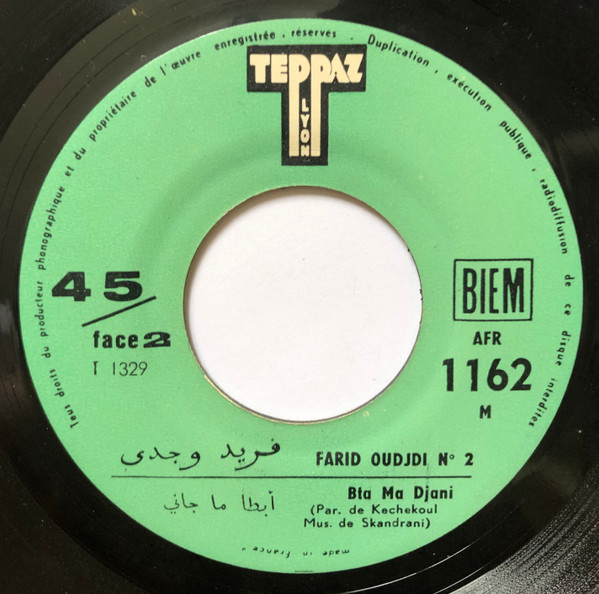 Tous droits du producteur phonographique et du propriétaire de l'œuvre enregistrée, réservés. Duplication, exécution publique, radiodiffusion de ce disque interdites
TEPPAZ
LYON
45
face 2
T 1329
BIEM
AFR
1162
M
فريد وجدى
FARID OUDJDI Nº 2
أبطأ ما جاني
Bta Ma Djani
(Par. de Kechekoul
Mus. de Skandrani)
made in France